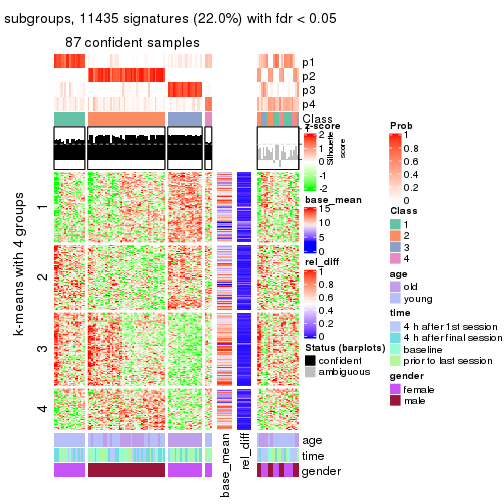 subgroups, 11435 signatures (22.0%) with fdr < 0.05
87 confident samples
p1
p2
p3
p4
Class
Silhouette
score
k-means with 4 groups
1
2
3
4
age
time
gender
base_mean
rel_diff
z-score
2
1
0
-1
-2
base_mean
15
10
5
0
rel_diff
1
0.8
0.6
0.4
0.2
0
Status (barplots)
confident
ambiguous
Prob
1
0.8
0.6
0.4
0.2
0
Class
1
2
3
4
age
old
young
time
4 h after 1st session
4 h after final session
baseline
prior to last session
gender
female
male